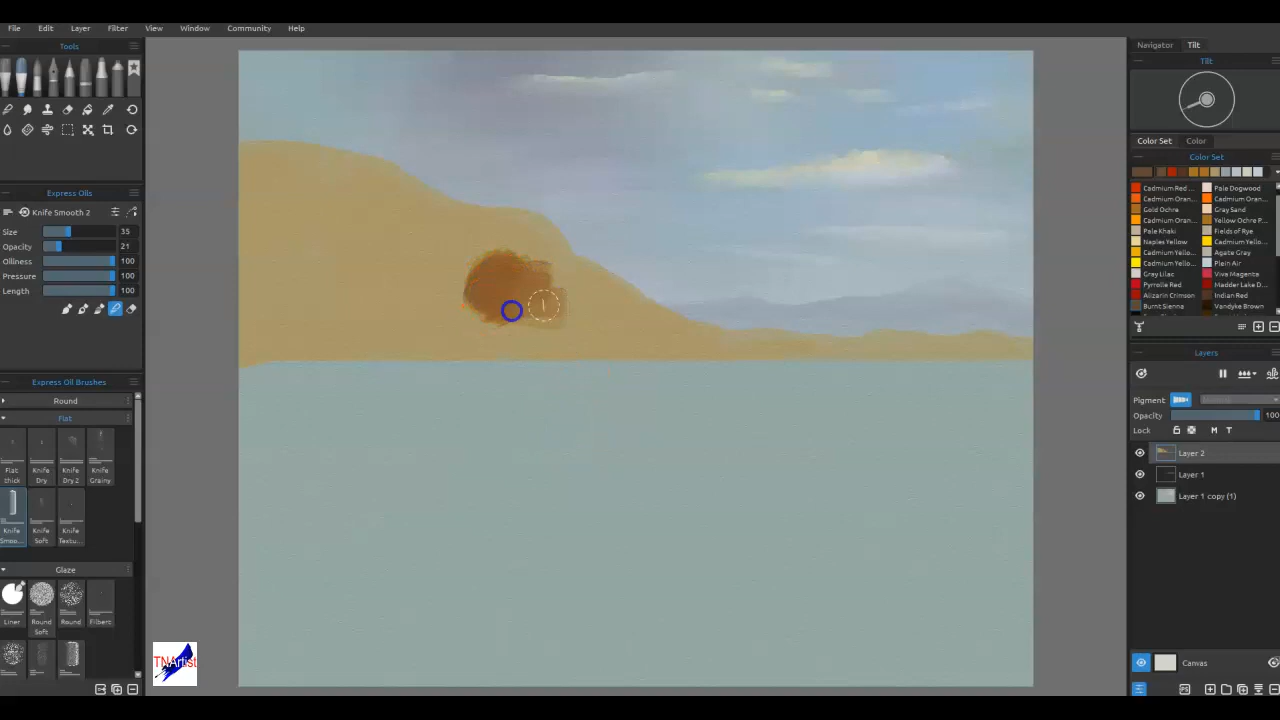 File Edit Layer Filter View Window Community Help
Tools
Navigator Tilt
Tilt
Color Set Color
Color Set
Cadmium Red ... Pale Dogwood
Cadmium Oran... Cadmium Oran...
Gold Ochre Gray Sand
Cadmium Oran... Yellow Ochre P...
Pale Khaki Fields of Rye
Naples Yellow Cadmium Yello...
Cadmium Yello... Agate Gray
Cadmium Yello... Plein Air
Gray Lilac Viva Magenta
Pyrrolle Red Madder Lake D...
Alizarin Crimson Indian Red
Burnt Sienna Vandyke Brown
Express Oils
Knife Smooth 2
Size 35
Opacity 21
Oiliness 100
Pressure 100
Length 100
Express Oil Brushes
Round
Flat
Flat thick Knife Dry Knife Dry 2 Knife Grainy
Knife Smoo... Knife Soft Knife Textu...
Glaze
Liner Round Soft Round Filbert
Layers
Pigment
Opacity 100
Lock M T
Layer 2
Layer 1
Layer 1 copy (1)
Canvas
TNArtist